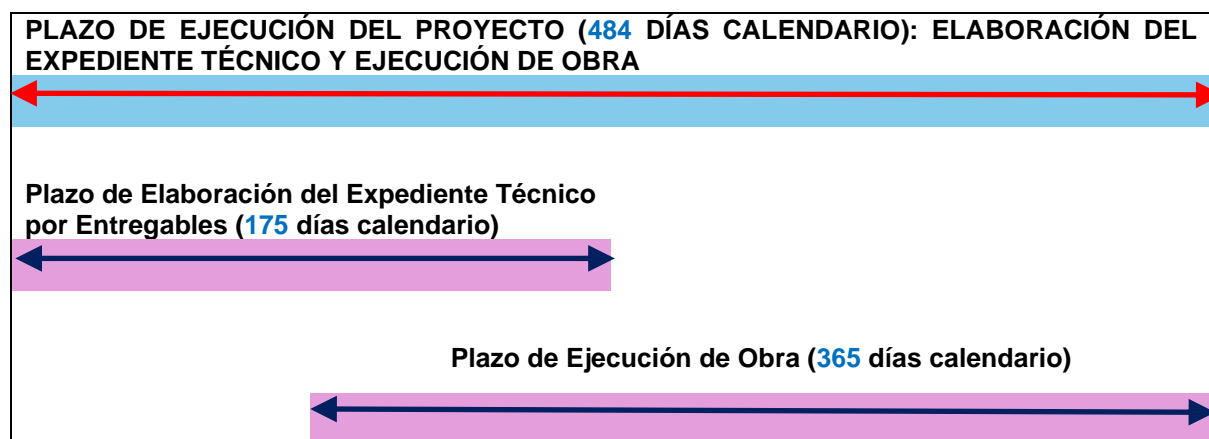 PLAZO DE EJECUCIÓN DEL PROYECTO (484 DÍAS CALENDARIO): ELABORACIÓN DEL
EXPEDIENTE TÉCNICO Y EJECUCIÓN DE OBRA
Plazo de Elaboración del Expediente Técnico
por Entregables (175 días calendario)
Plazo de Ejecución de Obra (365 días calendario)